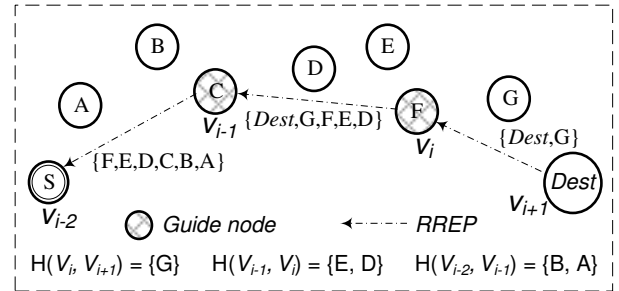 B
E
D
A
C
G
{Dest,G,F,E,D}
F
V_{i-1}
{Dest,G}
V_i
{F,E,D,C,B,A}
S
Dest
V_{i-2}
V_{i+1}
Guide node
RREP
H(V_i, V_{i+1}) = {G} H(V_{i-1}, V_i) = {E, D} H(V_{i-2}, V_{i-1}) = {B, A}